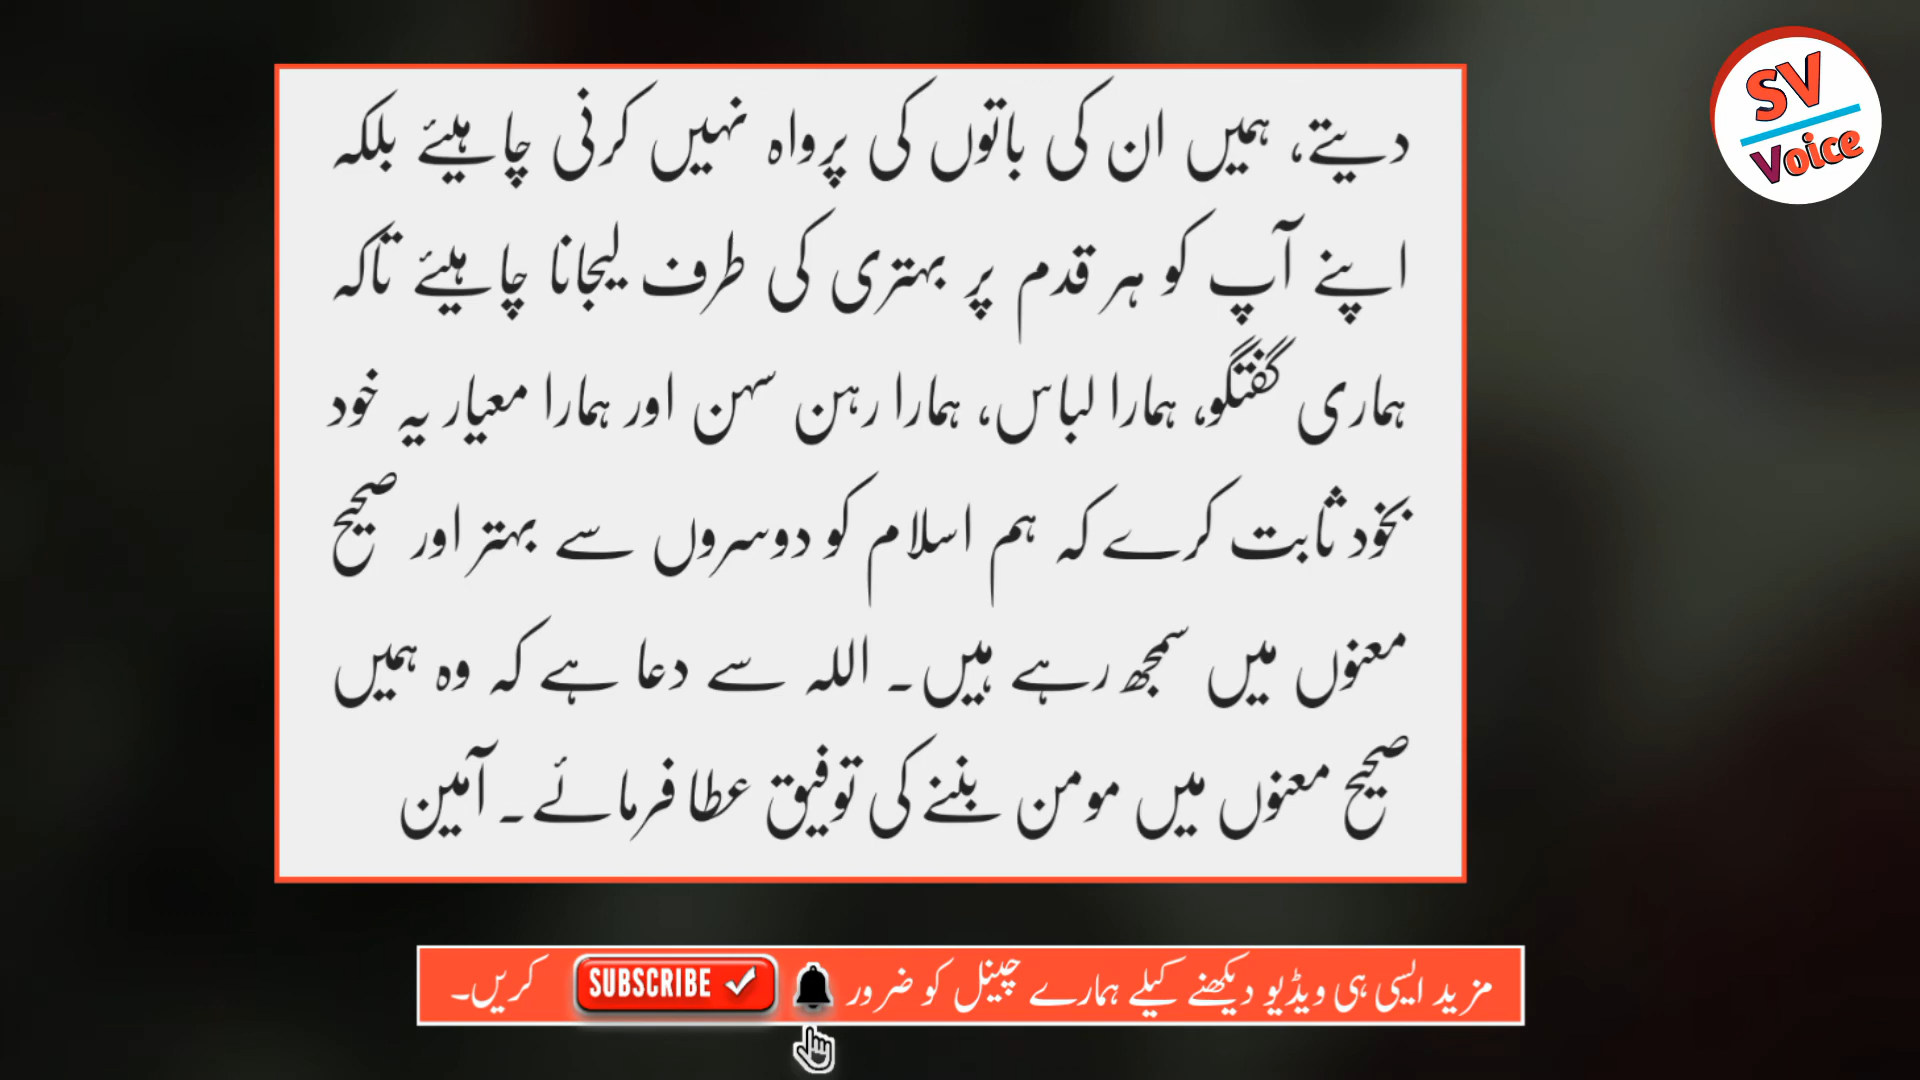 SV
Voice
دیتے، ہمیں ان کی باتوں کی پرواہ نہیں کرنی چاہیئے بلکہ
اپنے آپ کو ہر قدم پر بہتری کی طرف لیجانا چاہیئے تاکہ
ہماری گفتگو، ہمارا لباس، ہمارا رہن سہن اور ہمارا معیار یہ خود
بخود ثابت کرے کہ ہم اسلام کو دوسروں سے بہتر اور صحیح
معنوں میں سمجھ رہے ہیں۔ اللہ سے دعا ہے کہ وہ ہمیں
صحیح معنوں میں مومن بننے کی توفیق عطا فرمائے۔ آمین
مزید ایسی ہی ویڈیو دیکھنے کیلے ہمارے چینل کو ضرور SUBSCRIBE کریں۔